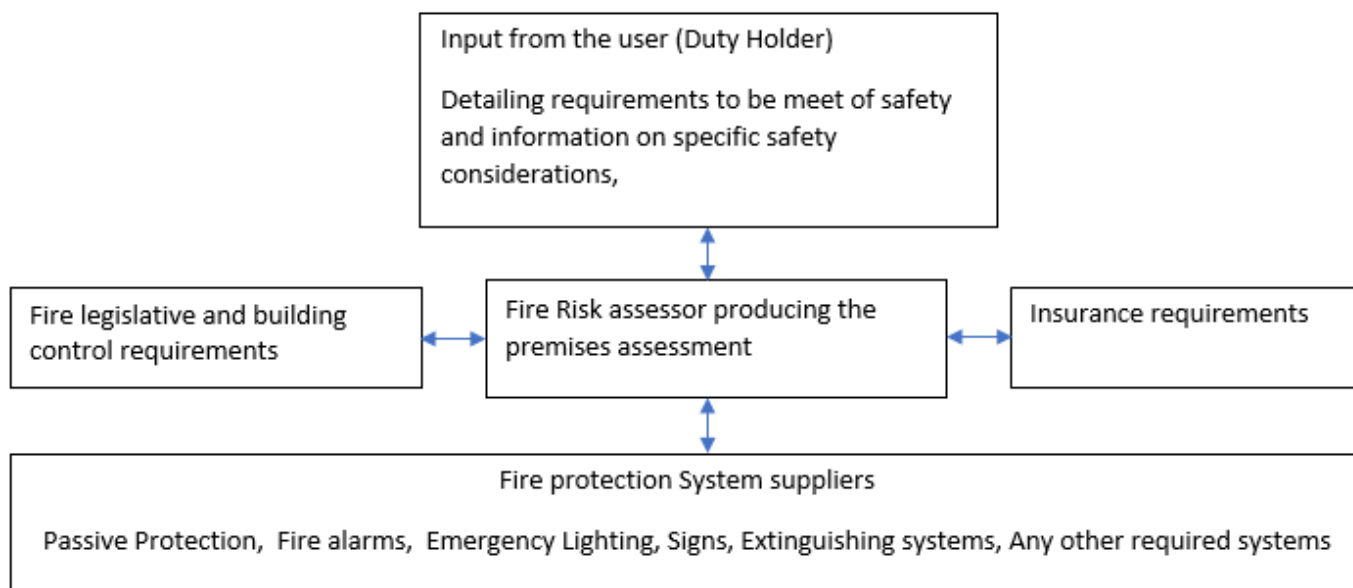 Input from the user (Duty Holder)
Detailing requirements to be meet of safety
and information on specific safety
considerations,
Fire legislative and building
control requirements
Fire Risk assessor producing the
premises assessment
Insurance requirements
Fire protection System suppliers
Passive Protection, Fire alarms, Emergency Lighting, Signs, Extinguishing systems, Any other required systems